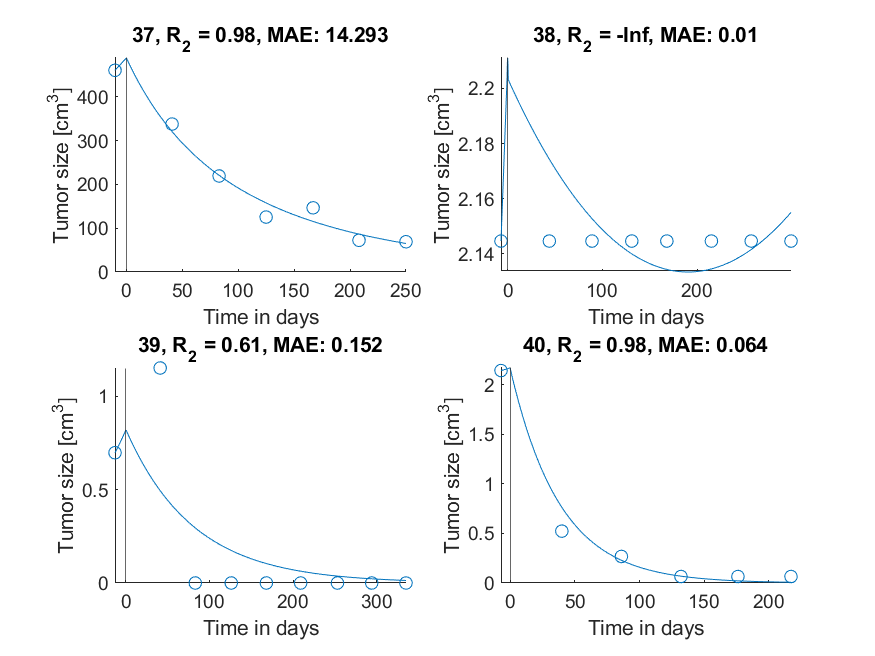 37, R2 = 0.98, MAE: 14.293
Tumor size [cm3]
400
300
200
100
0
0 50 100 150 200 250
Time in days
38, R2 = -Inf, MAE: 0.01
Tumor size [cm3]
2.2
2.18
2.16
2.14
0 100 200
Time in days
39, R2 = 0.61, MAE: 0.152
Tumor size [cm3]
1
0.5
0
0 100 200 300
Time in days
40, R2 = 0.98, MAE: 0.064
Tumor size [cm3]
2
1.5
1
0.5
0
0 50 100 150 200
Time in days